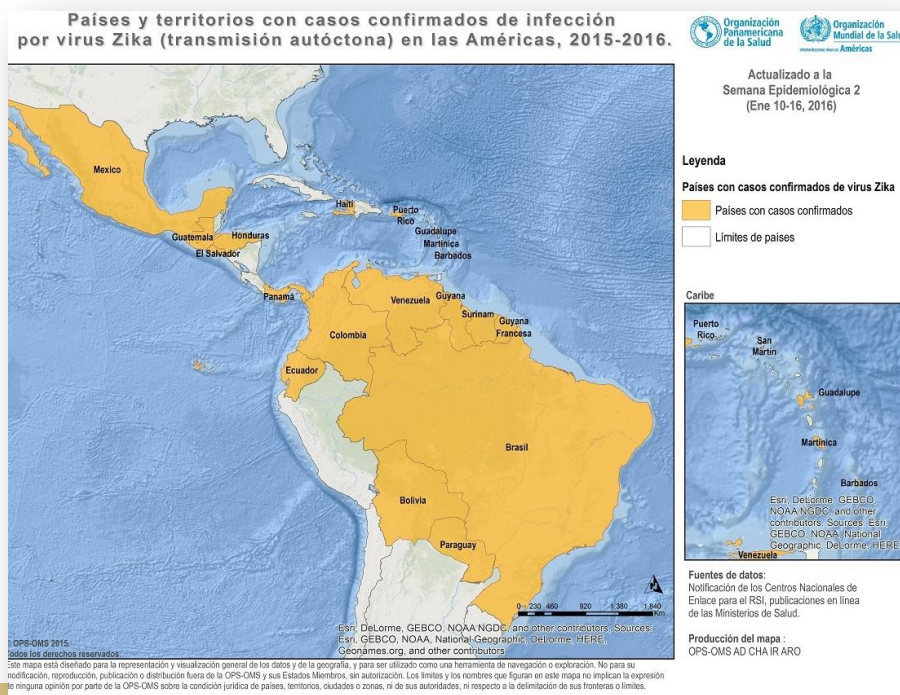 Países y territorios con casos confirmados de infección
por virus Zika (transmisión autóctona) en las Américas, 2015-2016.
Organización
Panamericana
de la Salud
Organización
Mundial de la Salud
Américas
Actualizado a la
Semana Epidemiológica 2
(Ene 10-16, 2016)
Leyenda
Países con casos confirmados de virus Zika
Paises con casos confirmados
Limites de países
Mexico
Guatemala
Honduras
El Salvador
Panamá
Haití
Puerto
Rico
Guadalupe
Martinica
Barbados
Venezuela
Guyana
Surinam
Guyana
Francesa
Colombia
Ecuador
Brasil
Bolivia
Paraguay
0 230 460 920 1,380 1,840
Km
Esri, DeLorme, GEBCO, NOAA NGDC, and other contributors, Sources:
Esri, GEBCO, NOAA, National Geographic, DeLorme, HERE,
Geonames.org, and other contributors
OPS-OMS 2015.
Todos los derechos reservados
Caribe
Puerto
Rico
San
Martin
Guadalupe
Martinica
Barbados
Esri, DeLorme, GEBCO,
NOAA NGDC, and other
contributors, Sources: Esri,
GEBCO, NOAA, National
Geographic, DeLorme, HERE
Venezuela
Fuentes de datos:
Notificación de los Centros Nacionales de
Enlace para el RSI, publicaciones en línea
de las Ministerios de Salud.
Producción del mapa :
OPS-OMS AD CHA IR ARO
Este mapa está diseñado para la representación y visualización general de los datos y de la geografía, y para ser utilizado como una herramienta de navegación o exploración. No para su
modificación, reproducción, publicación o distribución fuera de la OPS-OMS y sus Estados Miembros, sin autorización. Los límites y los nombres que figuran en este mapa no implican la expresión
de ninguna opinión por parte de la OPS-OMS sobre la condición jurídica de países, territorios, ciudades o zonas, ni de sus autoridades, ni respecto a la delimitación de sus fronteras o límites.